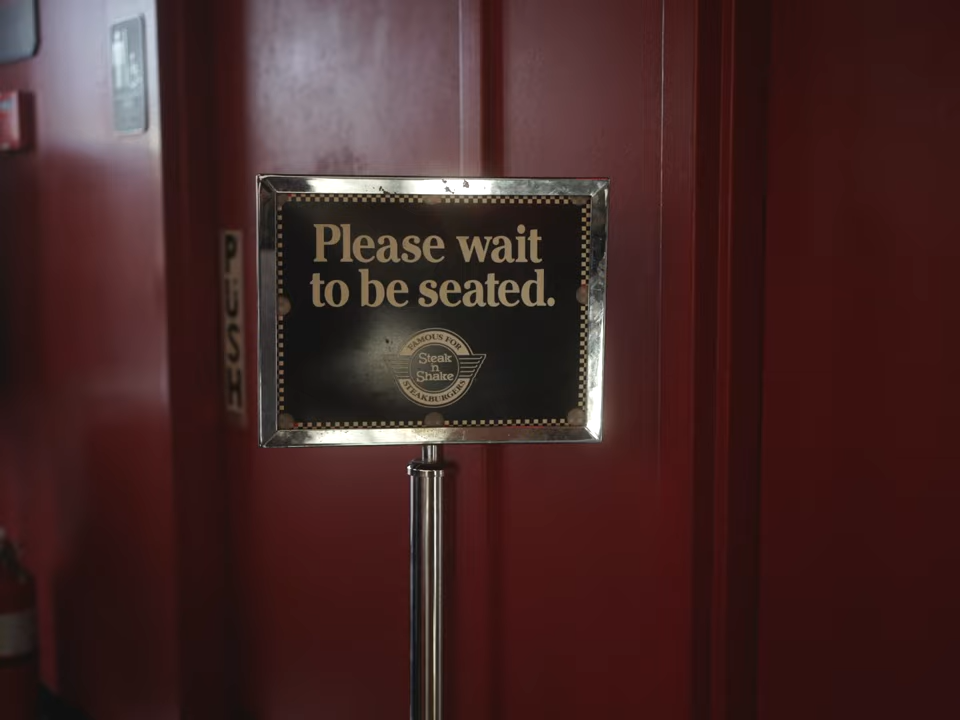 Please wait
to be seated.
FAMOUS FOR
Steak
n
Shake
STEAKBURGERS
PUSH